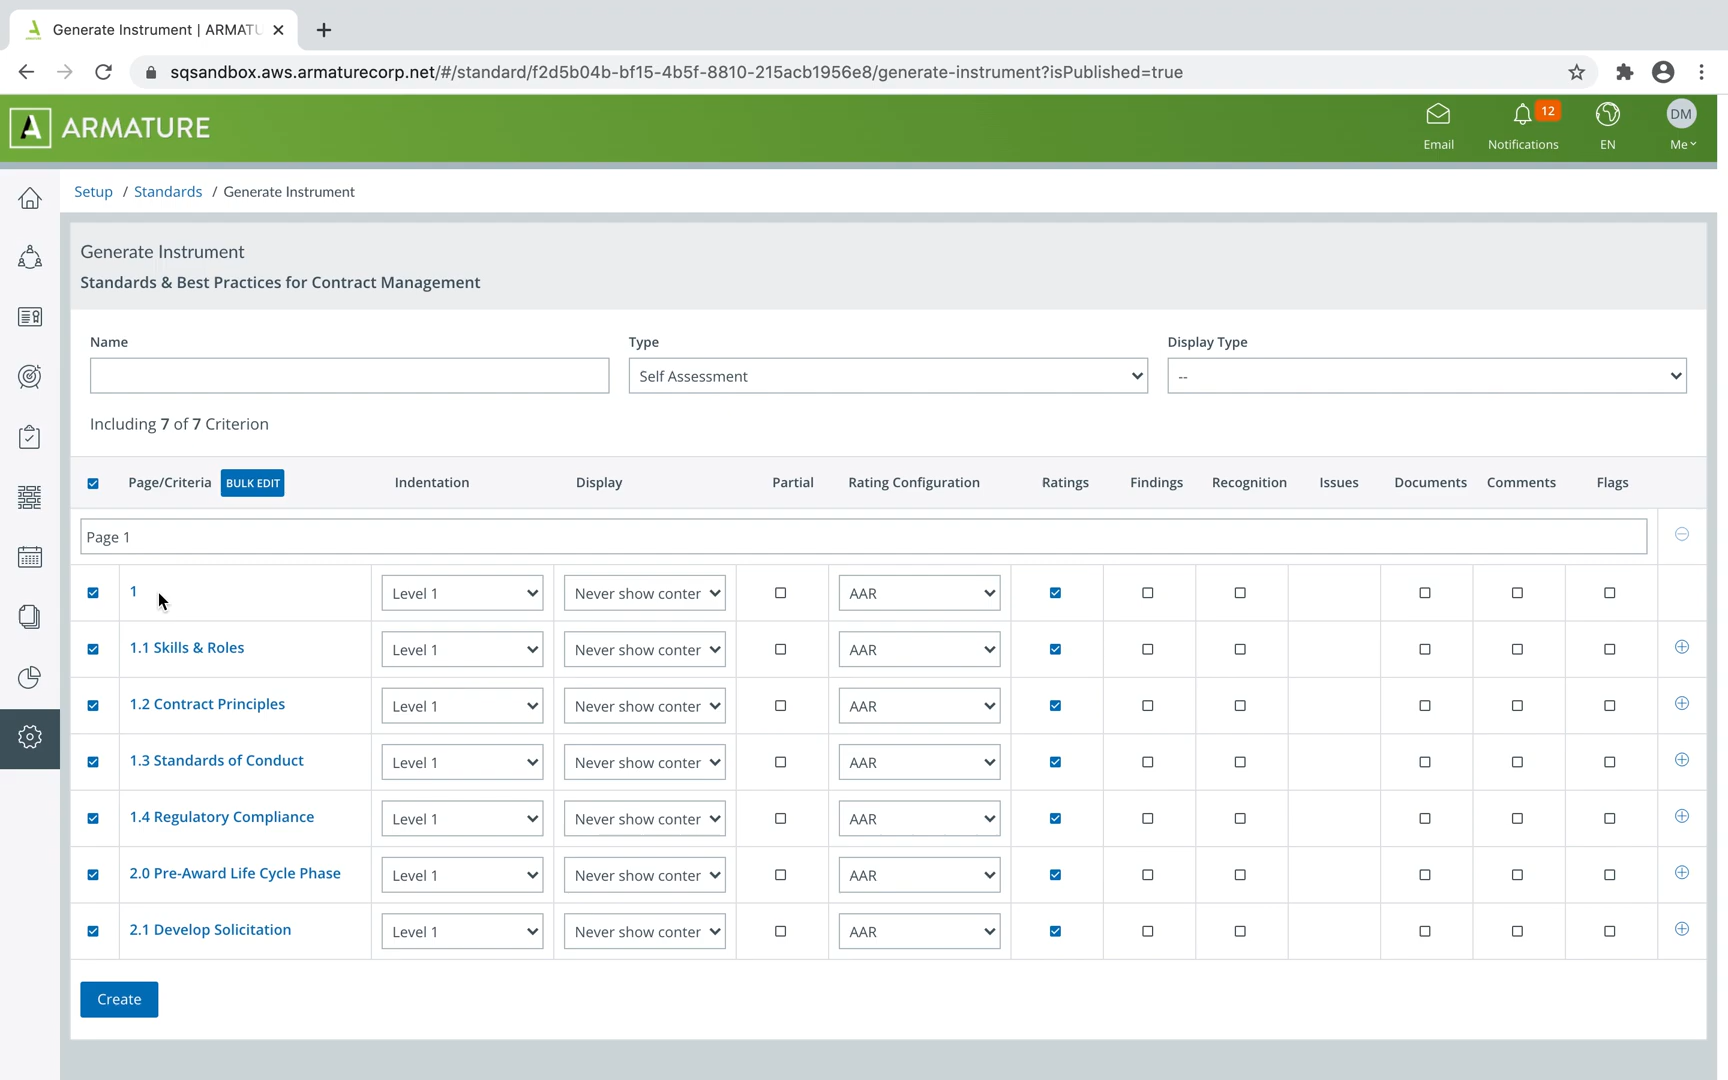 Generate Instrument | ARMATU
sqsandbox.aws.armaturecorp.net/#/standard/f2d5b04b-bf15-4b5f-8810-215acb1956e8/generate-instrument?isPublished=true
A ARMATURE
12
DM
Email Notifications EN Me
Setup / Standards / Generate Instrument
Generate Instrument
Standards & Best Practices for Contract Management
Name Type Display Type
Self Assessment --
Including 7 of 7 Criterion
Page/Criteria BULK EDIT Indentation Display Partial Rating Configuration Ratings Findings Recognition Issues Documents Comments Flags
Page 1
1 Level 1 Never show conter AAR
1.1 Skills & Roles Level 1 Never show conter AAR
1.2 Contract Principles Level 1 Never show conter AAR
1.3 Standards of Conduct Level 1 Never show conter AAR
1.4 Regulatory Compliance Level 1 Never show conter AAR
2.0 Pre-Award Life Cycle Phase Level 1 Never show conter AAR
2.1 Develop Solicitation Level 1 Never show conter AAR
Create